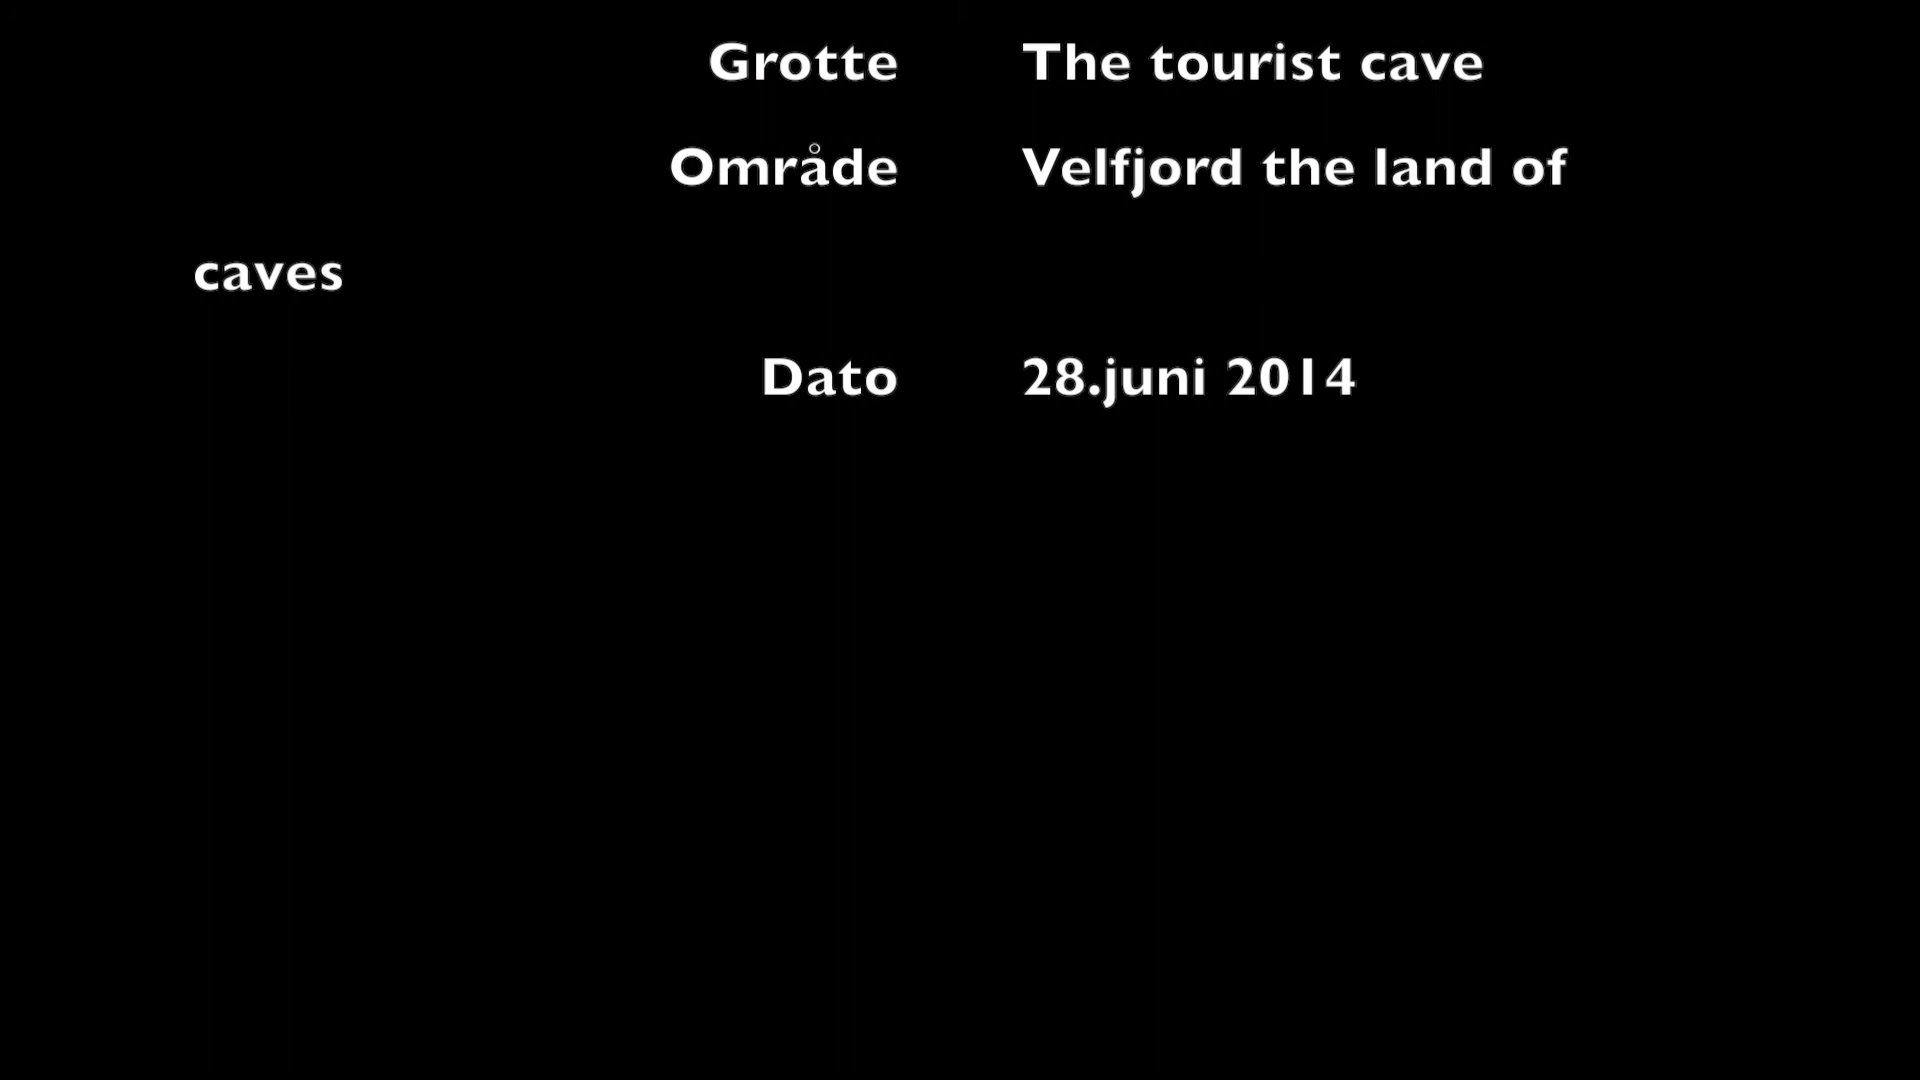 Grotte The tourist cave
Område Velfjord the land of
caves
Dato 28.juni 2014